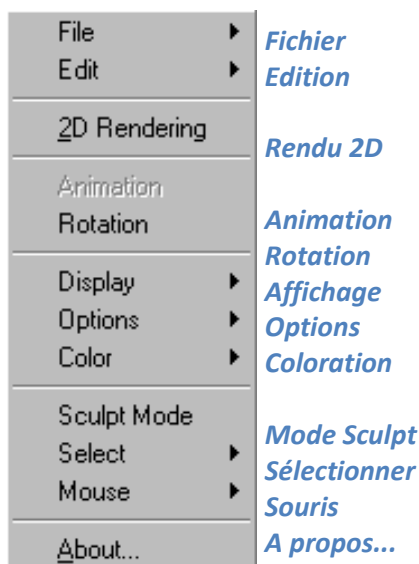 File
Fichier
Edit
Edition
2D Rendering
Rendu 2D
Animation
Animation
Rotation
Rotation
Display
Affichage
Options
Options
Color
Coloration
Sculpt Mode
Mode Sculpt
Select
Sélectionner
Mouse
Souris
About...
A propos...